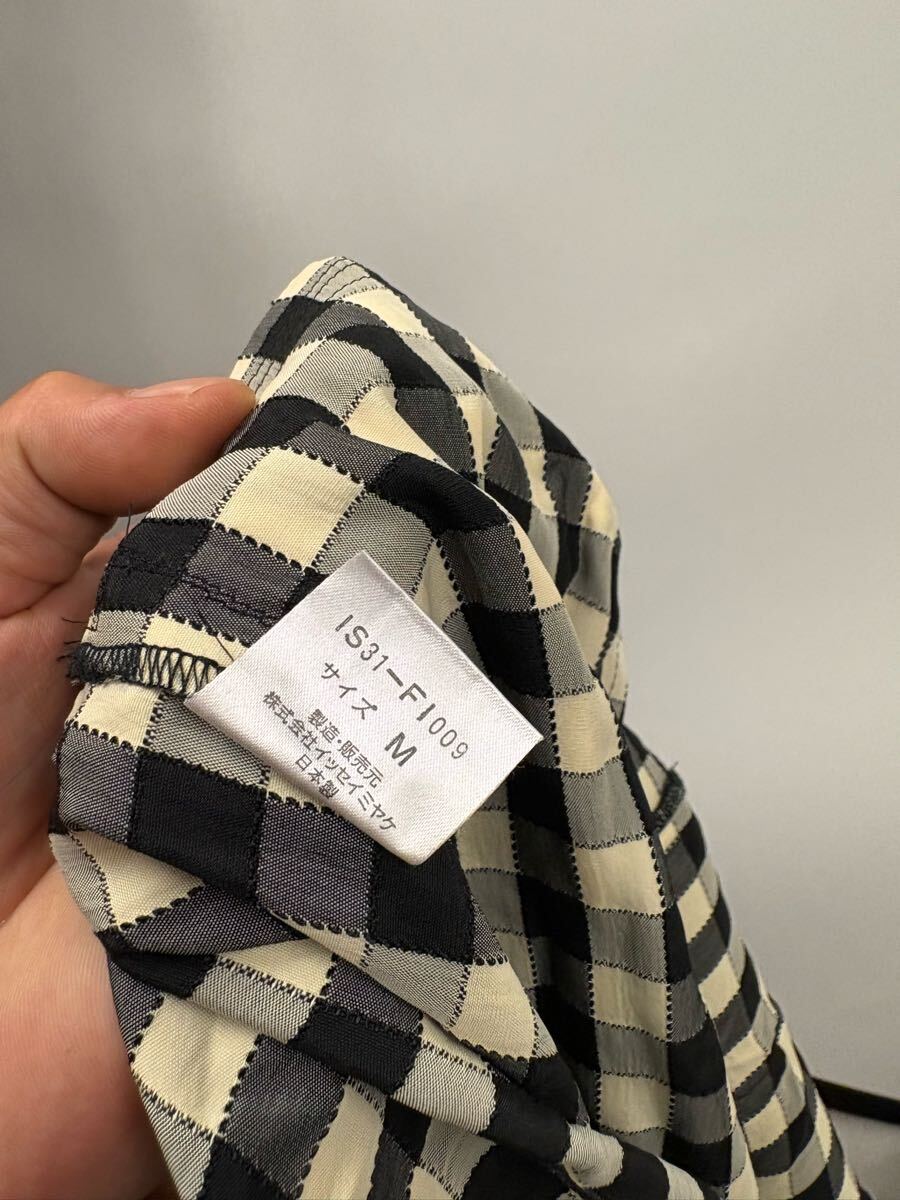 IS31-FI009
サイズ M
製造・販売元
株式会社イッセイミヤケ
日本製